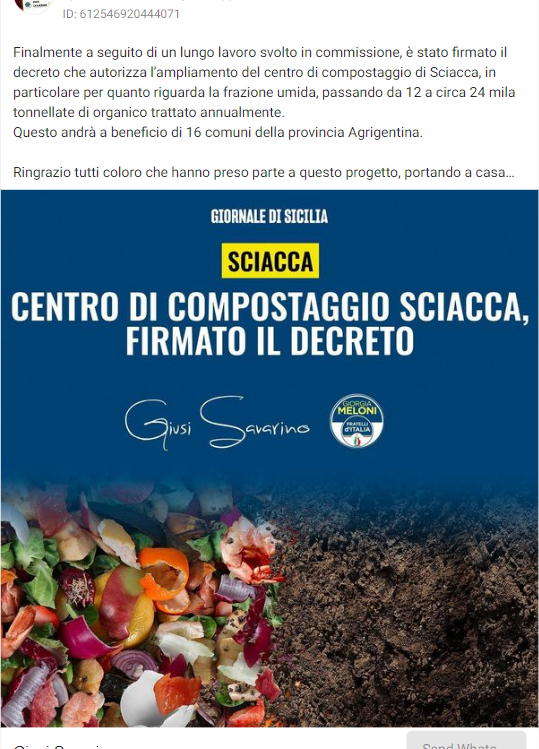 ID: 612546920444071
Finalmente a seguito di un lungo lavoro svolto in commissione, è stato firmato il
decreto che autorizza l'ampliamento del centro di compostaggio di Sciacca, in
particolare per quanto riguarda la frazione umida, passando da 12 a circa 24 mila
tonnellate di organico trattato annualmente.
Questo andrà a beneficio di 16 comuni della provincia Agrigentina.
Ringrazio tutti coloro che hanno preso parte a questo progetto, portando a casa...
GIORNALE DI SICILIA
SCIACCA
CENTRO DI COMPOSTAGGIO SCIACCA,
FIRMATO IL DECRETO
Giusi Savarino
GIORGIA
MELONI
FRATELLI
d'ITALIA
Send Whats